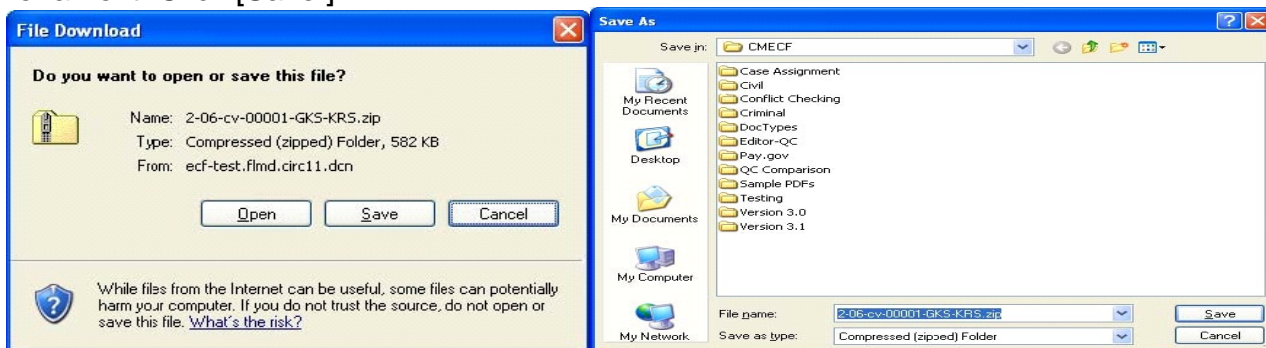 File Download
Do you want to open or save this file?
Name: 2-06-cv-00001-GKS-KRS.zip
Type: Compressed (zipped) Folder, 582 KB
From: ecf-test.flmd.circ11.dcn
Open Save Cancel
While files from the Internet can be useful, some files can potentially
harm your computer. If you do not trust the source, do not open or
save this file. What's the risk?
Save As
Save in: CMECF
My Recent
Documents
Desktop
My Documents
My Computer
My Network
Case Assignment
Civil
Conflict Checking
Criminal
DocTypes
Editor-QC
Pay.gov
QC Comparison
Sample PDFs
Testing
Version 3.0
Version 3.1
File name: 2-06-cv-00001-GKS-KRS.zip Save
Save as type: Compressed (zipped) Folder Cancel